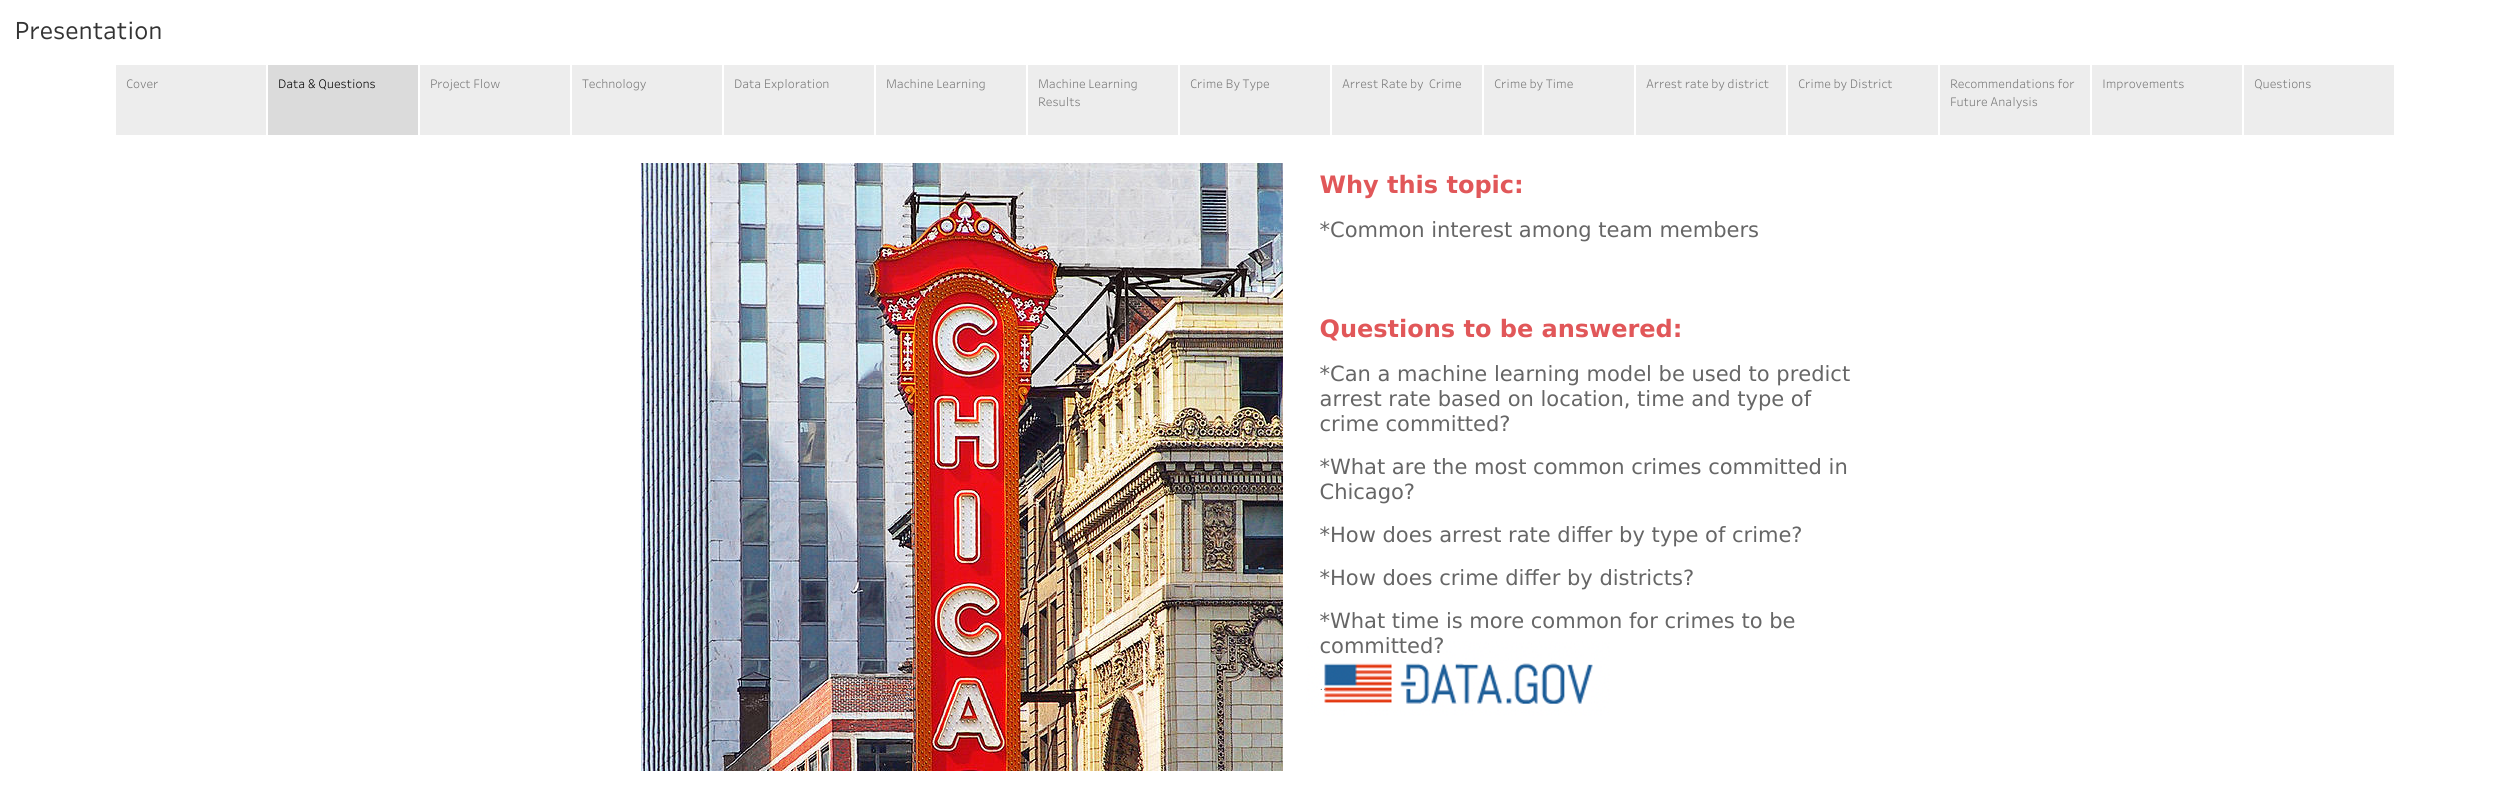 Presentation
Cover
Data & Questions
Project Flow
Technology
Data Exploration
Machine Learning
Machine Learning
Results
Crime By Type
Arrest Rate by Crime
Crime by Time
Arrest rate by district
Crime by District
Recommendations for
Future Analysis
Improvements
Questions
CHICA
Why this topic:
*Common interest among team members
Questions to be answered:
*Can a machine learning model be used to predict
arrest rate based on location, time and type of
crime committed?
*What are the most common crimes committed in
Chicago?
*How does arrest rate differ by type of crime?
*How does crime differ by districts?
*What time is more common for crimes to be
committed?
DATA.GOV